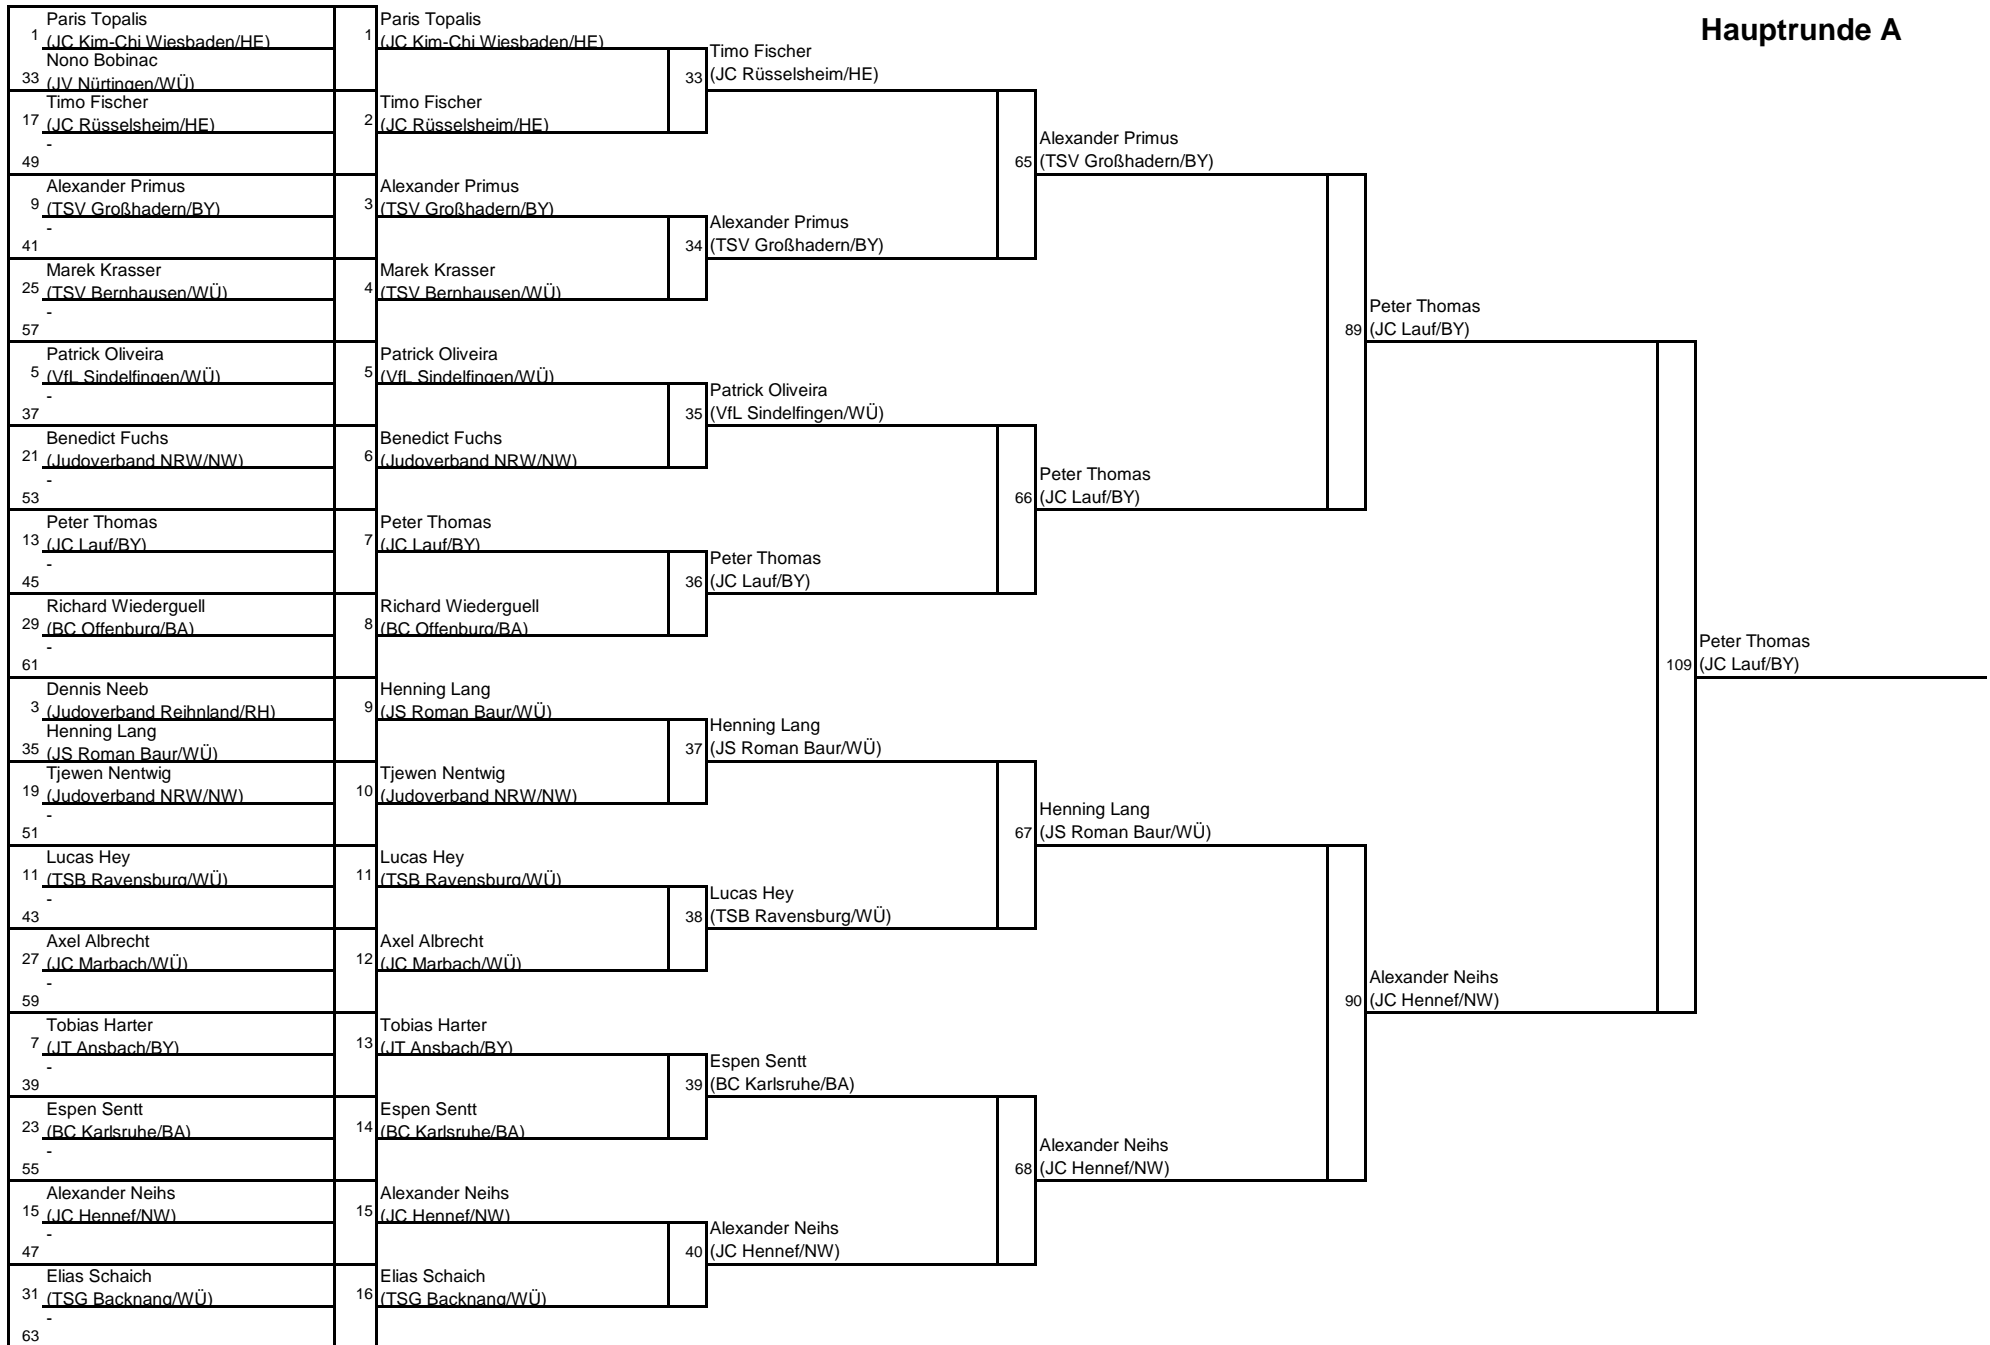 Hauptrunde A
1
Paris Topalis
(JC Kim-Chi Wiesbaden/HE)
33
Nono Bobinac
(JV Nürtingen/WÜ)
17
Timo Fischer
(JC Rüsselsheim/HE)
-
49
9
Alexander Primus
(TSV Großhadern/BY)
-
41
25
Marek Krasser
(TSV Bernhausen/WÜ)
-
57
5
Patrick Oliveira
(VfL Sindelfingen/WÜ)
-
37
21
Benedict Fuchs
(Judoverband NRW/NW)
-
53
13
Peter Thomas
(JC Lauf/BY)
-
45
29
Richard Wiederguell
(BC Offenburg/BA)
-
61
3
Dennis Neeb
(Judoverband Reihnland/RH)
35
Henning Lang
(JS Roman Baur/WÜ)
19
Tjewen Nentwig
(Judoverband NRW/NW)
-
51
11
Lucas Hey
(TSB Ravensburg/WÜ)
-
43
27
Axel Albrecht
(JC Marbach/WÜ)
-
59
7
Tobias Harter
(JT Ansbach/BY)
-
39
23
Espen Sentt
(BC Karlsruhe/BA)
-
55
15
Alexander Neihs
(JC Hennef/NW)
-
47
31
Elias Schaich
(TSG Backnang/WÜ)
-
63
1
Paris Topalis
(JC Kim-Chi Wiesbaden/HE)
2
Timo Fischer
(JC Rüsselsheim/HE)
3
Alexander Primus
(TSV Großhadern/BY)
4
Marek Krasser
(TSV Bernhausen/WÜ)
5
Patrick Oliveira
(VfL Sindelfingen/WÜ)
6
Benedict Fuchs
(Judoverband NRW/NW)
7
Peter Thomas
(JC Lauf/BY)
8
Richard Wiederguell
(BC Offenburg/BA)
9
Henning Lang
(JS Roman Baur/WÜ)
10
Tjewen Nentwig
(Judoverband NRW/NW)
11
Lucas Hey
(TSB Ravensburg/WÜ)
12
Axel Albrecht
(JC Marbach/WÜ)
13
Tobias Harter
(JT Ansbach/BY)
14
Espen Sentt
(BC Karlsruhe/BA)
15
Alexander Neihs
(JC Hennef/NW)
16
Elias Schaich
(TSG Backnang/WÜ)
33
Timo Fischer
(JC Rüsselsheim/HE)
34
Alexander Primus
(TSV Großhadern/BY)
35
Patrick Oliveira
(VfL Sindelfingen/WÜ)
36
Peter Thomas
(JC Lauf/BY)
37
Henning Lang
(JS Roman Baur/WÜ)
38
Lucas Hey
(TSB Ravensburg/WÜ)
39
Espen Sentt
(BC Karlsruhe/BA)
40
Alexander Neihs
(JC Hennef/NW)
65
Alexander Primus
(TSV Großhadern/BY)
66
Peter Thomas
(JC Lauf/BY)
67
Henning Lang
(JS Roman Baur/WÜ)
68
Alexander Neihs
(JC Hennef/NW)
89
Peter Thomas
(JC Lauf/BY)
90
Alexander Neihs
(JC Hennef/NW)
109
Peter Thomas
(JC Lauf/BY)